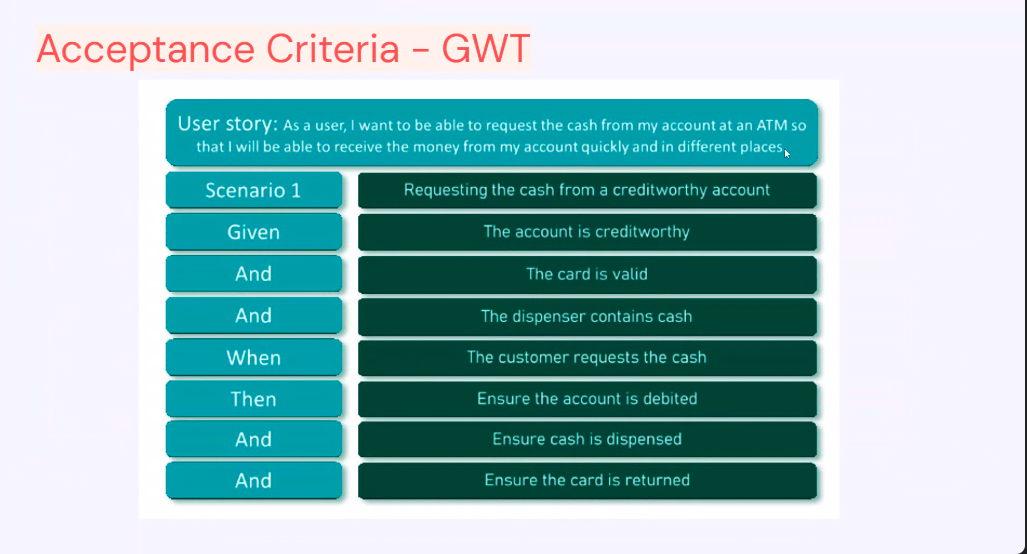 Acceptance Criteria - GWT
User story: As a user, I want to be able to request the cash from my account at an ATM so
that I will be able to receive the money from my account quickly and in different places.
Scenario 1 Requesting the cash from a creditworthy account
Given The account is creditworthy
And The card is valid
And The dispenser contains cash
When The customer requests the cash
Then Ensure the account is debited
And Ensure cash is dispensed
And Ensure the card is returned